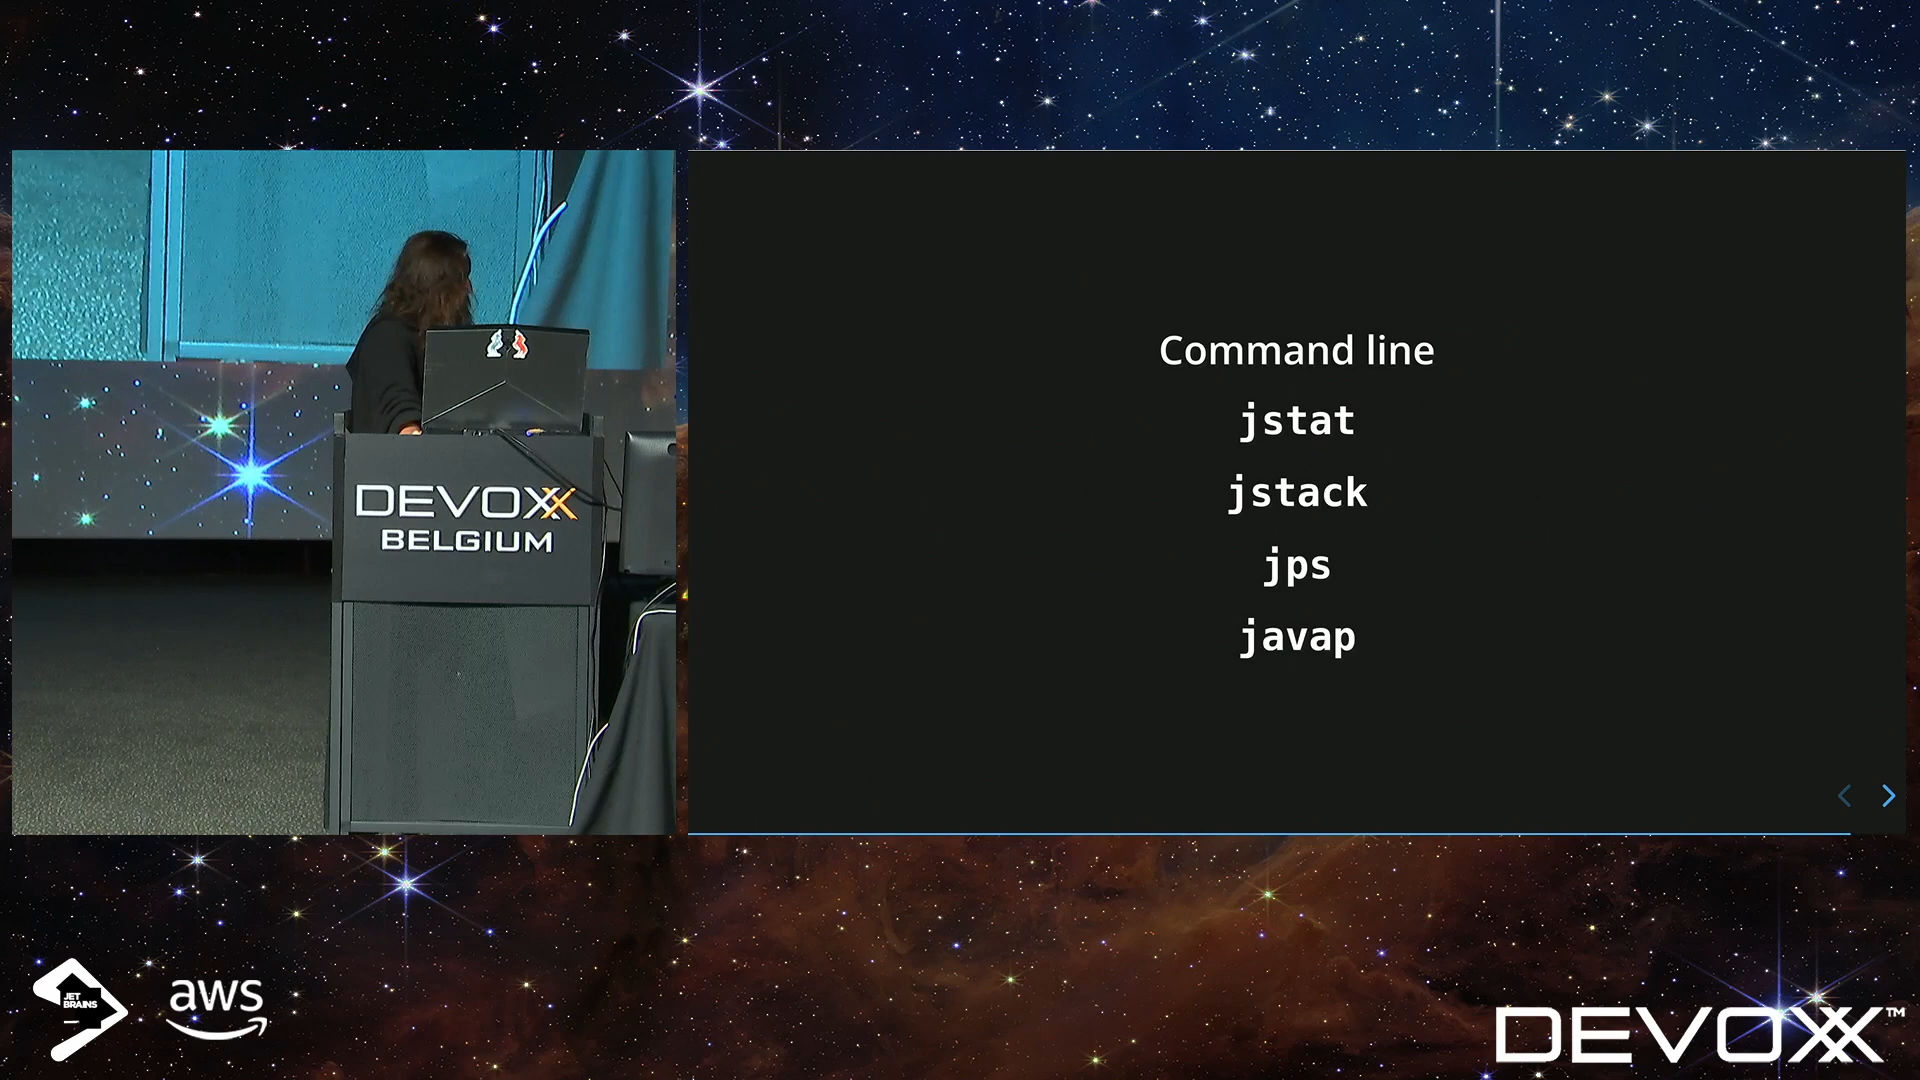 DEVOXX
BELGIUM
Command line
jstat
jstack
jps
javap
JET
BRAINS
aws
DEVOXX™